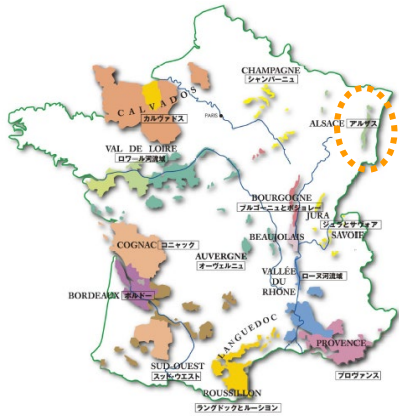 CHAMPAGNE
シャンパーニュ
CALVADOS
カルヴァドス
PARIS
ALSACE アルザス
VAL DE LOIRE
ロワール河流域
BOURGOGNE
ブルゴーニュとボジョレー
JURA
ジュラとサヴォア
SAVOIE
BEAUJOLAIS
COGNAC コニャック
AUVERGNE
オーヴェルニュ
VALLÉE
DU
RHÔNE
ローヌ河流域
BORDEAUX ボルドー
LANGUEDOC
PROVENCE
プロヴァンス
SUD-OUEST
スッドウエスト
ROUSSILLON
ラングドックとルーシヨン